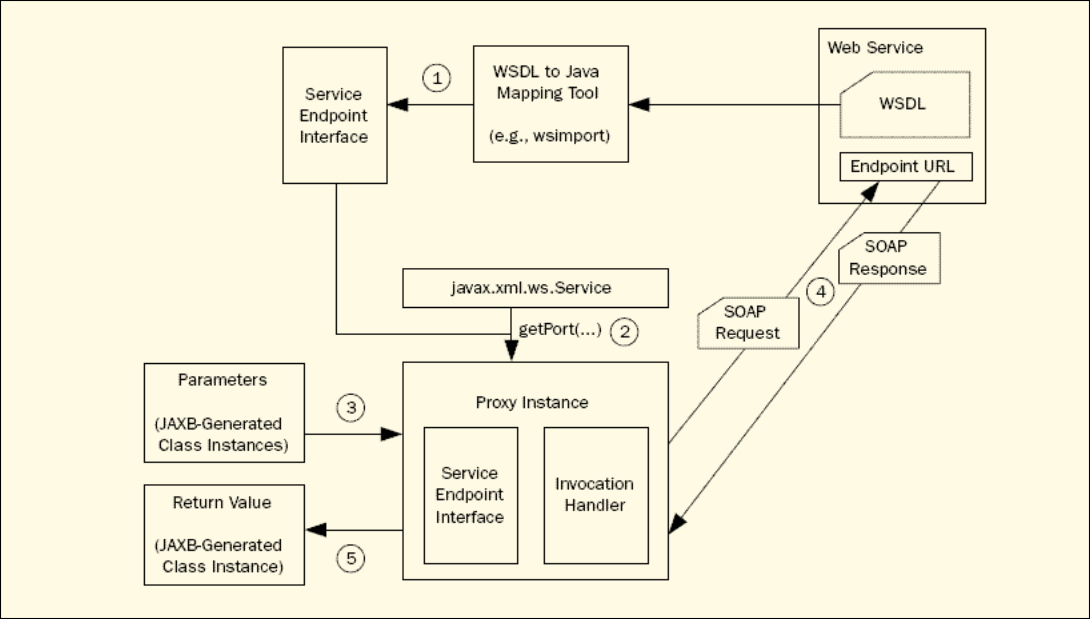 Web Service
WSDL
Endpoint URL
WSDL to Java
Mapping Tool
(e.g., wsimport)
1
Service
Endpoint
Interface
SOAP
Response
4
SOAP
Request
javax.xml.ws.Service
getPort(...)
2
Parameters
(JAXB-Generated
Class Instances)
3
Proxy Instance
Service
Endpoint
Interface
Invocation
Handler
Return Value
(JAXB-Generated
Class Instance)
5